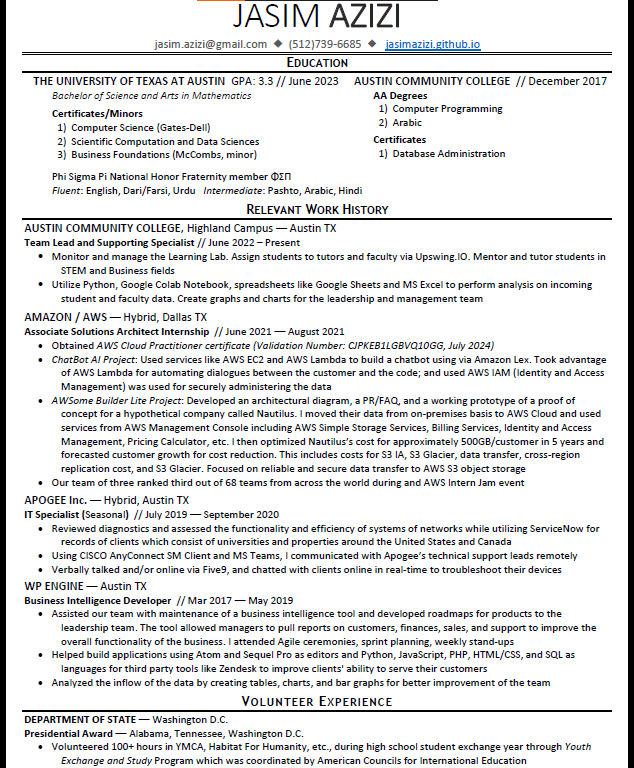 JASIM AZIZI
jasim.azizi@gmail.com ◆ (512)739-6685 ◆ jasimazizi.github.io
EDUCATION
THE UNIVERSITY OF TEXAS AT AUSTIN GPA: 3.3 // June 2023
Bachelor of Science and Arts in Mathematics
Certificates/Minors
1) Computer Science (Gates-Dell)
2) Scientific Computation and Data Sciences
3) Business Foundations (McCombs, minor)
Phi Sigma Pi National Honor Fraternity member ΦΣΠ
Fluent: English, Dari/Farsi, Urdu Intermediate: Pashto, Arabic, Hindi
AUSTIN COMMUNITY COLLEGE // December 2017
AA Degrees
1) Computer Programming
2) Arabic
Certificates
1) Database Administration
RELEVANT WORK HISTORY
AUSTIN COMMUNITY COLLEGE, Highland Campus — Austin TX
Team Lead and Supporting Specialist // June 2022 – Present
• Monitor and manage the Learning Lab. Assign students to tutors and faculty via Upswing.IO. Mentor and tutor students in
STEM and Business fields
• Utilize Python, Google Colab Notebook, spreadsheets like Google Sheets and MS Excel to perform analysis on incoming
student and faculty data. Create graphs and charts for the leadership and management team
AMAZON / AWS — Hybrid, Dallas TX
Associate Solutions Architect Internship // June 2021 — August 2021
• Obtained AWS Cloud Practitioner certificate (Validation Number: CJPKEB1LGBVQ10GG, July 2024)
• ChatBot AI Project: Used services like AWS EC2 and AWS Lambda to build a chatbot using via Amazon Lex. Took advantage
of AWS Lambda for automating dialogues between the customer and the code; and used AWS IAM (Identity and Access
Management) was used for securely administering the data
• AWSome Builder Lite Project: Developed an architectural diagram, a PR/FAQ, and a working prototype of a proof of
concept for a hypothetical company called Nautilus. I moved their data from on-premises basis to AWS Cloud and used
services from AWS Management Console including AWS Simple Storage Services, Billing Services, Identity and Access
Management, Pricing Calculator, etc. I then optimized Nautilus's cost for approximately 500GB/customer in 5 years and
forecasted customer growth for cost reduction. This includes costs for S3 IA, S3 Glacier, data transfer, cross-region
replication cost, and S3 Glacier. Focused on reliable and secure data transfer to AWS S3 object storage
• Our team of three ranked third out of 68 teams from across the world during and AWS Intern Jam event
APOGEE Inc. — Hybrid, Austin TX
IT Specialist (Seasonal) // July 2019 — September 2020
• Reviewed diagnostics and assessed the functionality and efficiency of systems of networks while utilizing ServiceNow for
records of clients which consist of universities and properties around the United States and Canada
• Using CISCO AnyConnect SM Client and MS Teams, I communicated with Apogee's technical support leads remotely
• Verbally talked and/or online via Five9, and chatted with clients online in real-time to troubleshoot their devices
WP ENGINE — Austin TX
Business Intelligence Developer // Mar 2017 — May 2019
• Assisted our team with maintenance of a business intelligence tool and developed roadmaps for products to the
leadership team. The tool allowed managers to pull reports on customers, finances, sales, and support to improve the
overall functionality of the business. I attended Agile ceremonies, sprint planning, weekly stand-ups
• Helped build applications using Atom and Sequel Pro as editors and Python, JavaScript, PHP, HTML/CSS, and SQL as
languages for third party tools like Zendesk to improve clients' ability to serve their customers
• Analyzed the inflow of the data by creating tables, charts, and bar graphs for better improvement of the team
VOLUNTEER EXPERIENCE
DEPARTMENT OF STATE — Washington D.C.
Presidential Award — Alabama, Tennessee, Washington D.C.
• Volunteered 100+ hours in YMCA, Habitat For Humanity, etc., during high school student exchange year through Youth
Exchange and Study Program which was coordinated by American Councils for International Education